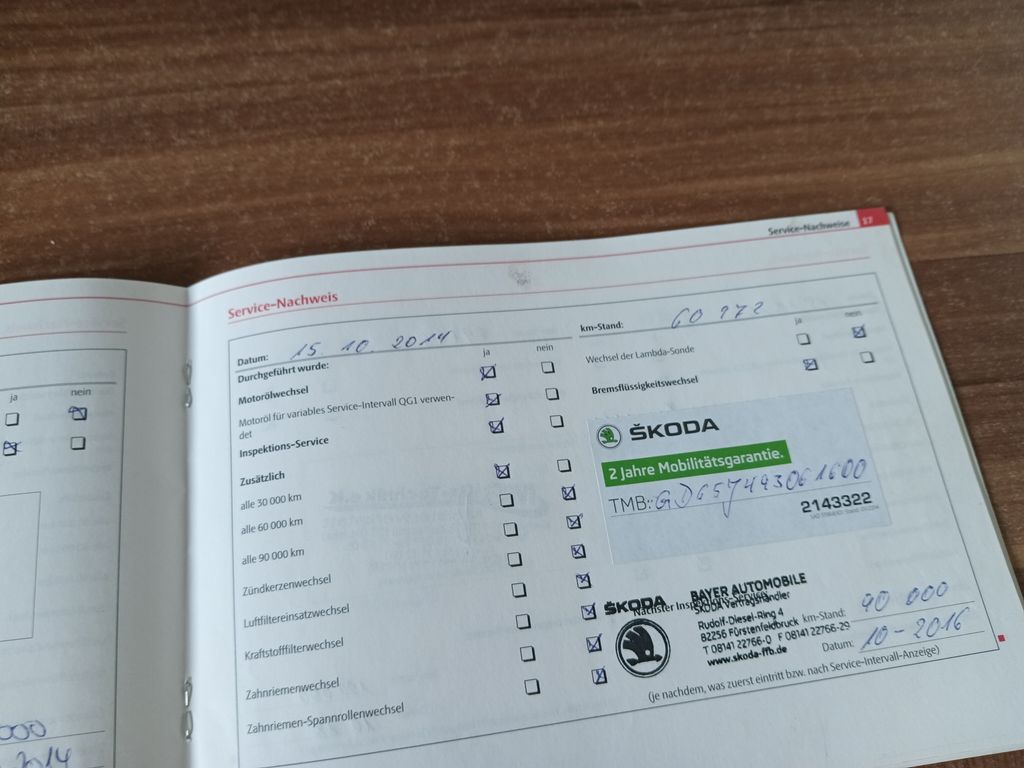 Service-Nachweise 57
Service-Nachweis
ja nein
000
2014
Datum: 15. 10. 2014
km-Stand: 60 272
Durchgeführt wurde: ja nein
ja nein
Motorölwechsel
Motoröl für variables Service-Intervall QG1 verwen-
det
Inspektions-Service
Zusätzlich
alle 30 000 km
alle 60 000 km
alle 90 000 km
Zündkerzenwechsel
Luftfiltereinsatzwechsel
Kraftstofffilterwechsel
Zahnriemenwechsel
Zahnriemen-Spannrollenwechsel
Wechsel der Lambda-Sonde
Bremsflüssigkeitswechsel
ŠKODA
2 Jahre Mobilitätsgarantie.
TMB:
2143322
ŠKODA
BAYER AUTOMOBILE
ŠKODA Vertragshändler
Nächster Inspektions-Service:
Rudolf-Diesel-Ring 4
82256 Fürstenfeldbruck
T 08141 22766-0 F 08141 22766-29
www.skoda-ffb.de
km-Stand: 90 000
Datum: 10-2016
(je nachdem, was zuerst eintritt bzw. nach Service-Intervall-Anzeige)